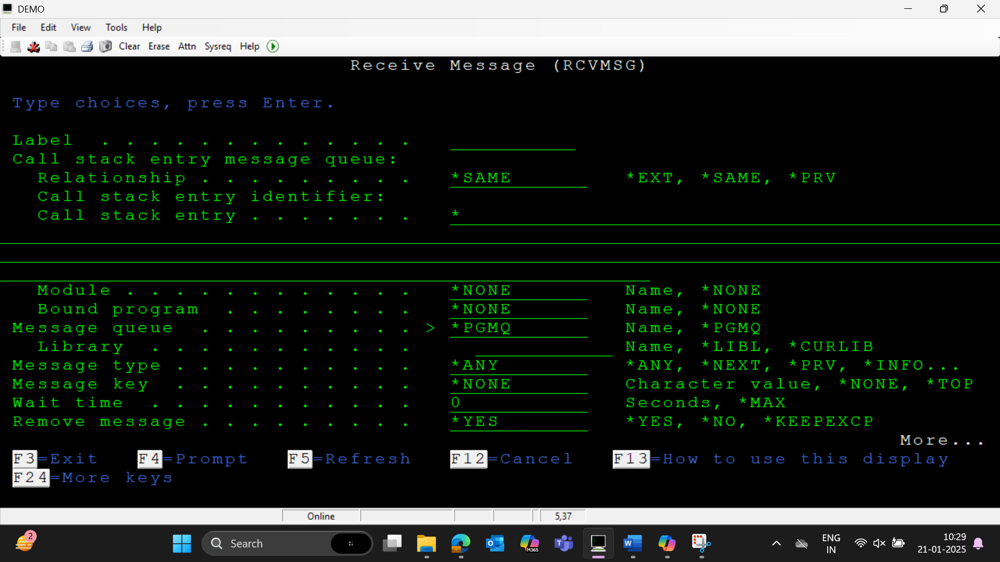 DEMO
File Edit View Tools Help
Clear Erase Attn Sysreq Help
Receive Message (RCVMSG)
Type choices, press Enter.
Label . . . . . . . . . . . . .
Call stack entry message queue:
Relationship . . . . . . . . . *SAME *EXT, *SAME, *PRV
Call stack entry identifier:
Call stack entry . . . . . . . *
Module . . . . . . . . . . . . *NONE Name, *NONE
Bound program . . . . . . . . *NONE Name, *NONE
Message queue . . . . . . . . . > *PGMQ Name, *PGMQ
Library . . . . . . . . . . . Name, *LIBL, *CURLIB
Message type . . . . . . . . . . *ANY *ANY, *NEXT, *PRV, *INFO...
Message key . . . . . . . . . . *NONE Character value, *NONE, *TOP
Wait time . . . . . . . . . . . 0 Seconds, *MAX
Remove message . . . . . . . . . *YES *YES, *NO, *KEEPEXCP
More...
F3=Exit F4=Prompt F5=Refresh F12=Cancel F13=How to use this display
F24=More keys
Online 5,37
2 Search M365 ENG 10:29
IN 21-01-2025